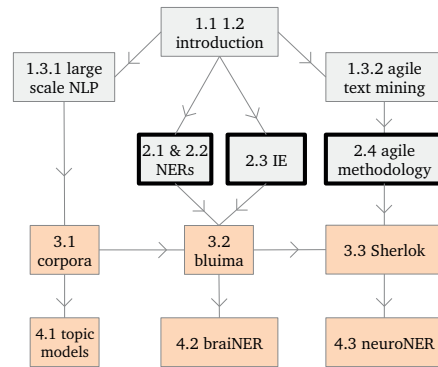 1.1 1.2
introduction
1.3.1 large
scale NLP
1.3.2 agile
text mining
2.1 & 2.2
NERs
2.3 IE
2.4 agile
methodology
3.1
corpora
3.2
bluima
3.3 Sherlok
4.1 topic
models
4.2 braiNER
4.3 neuroNER